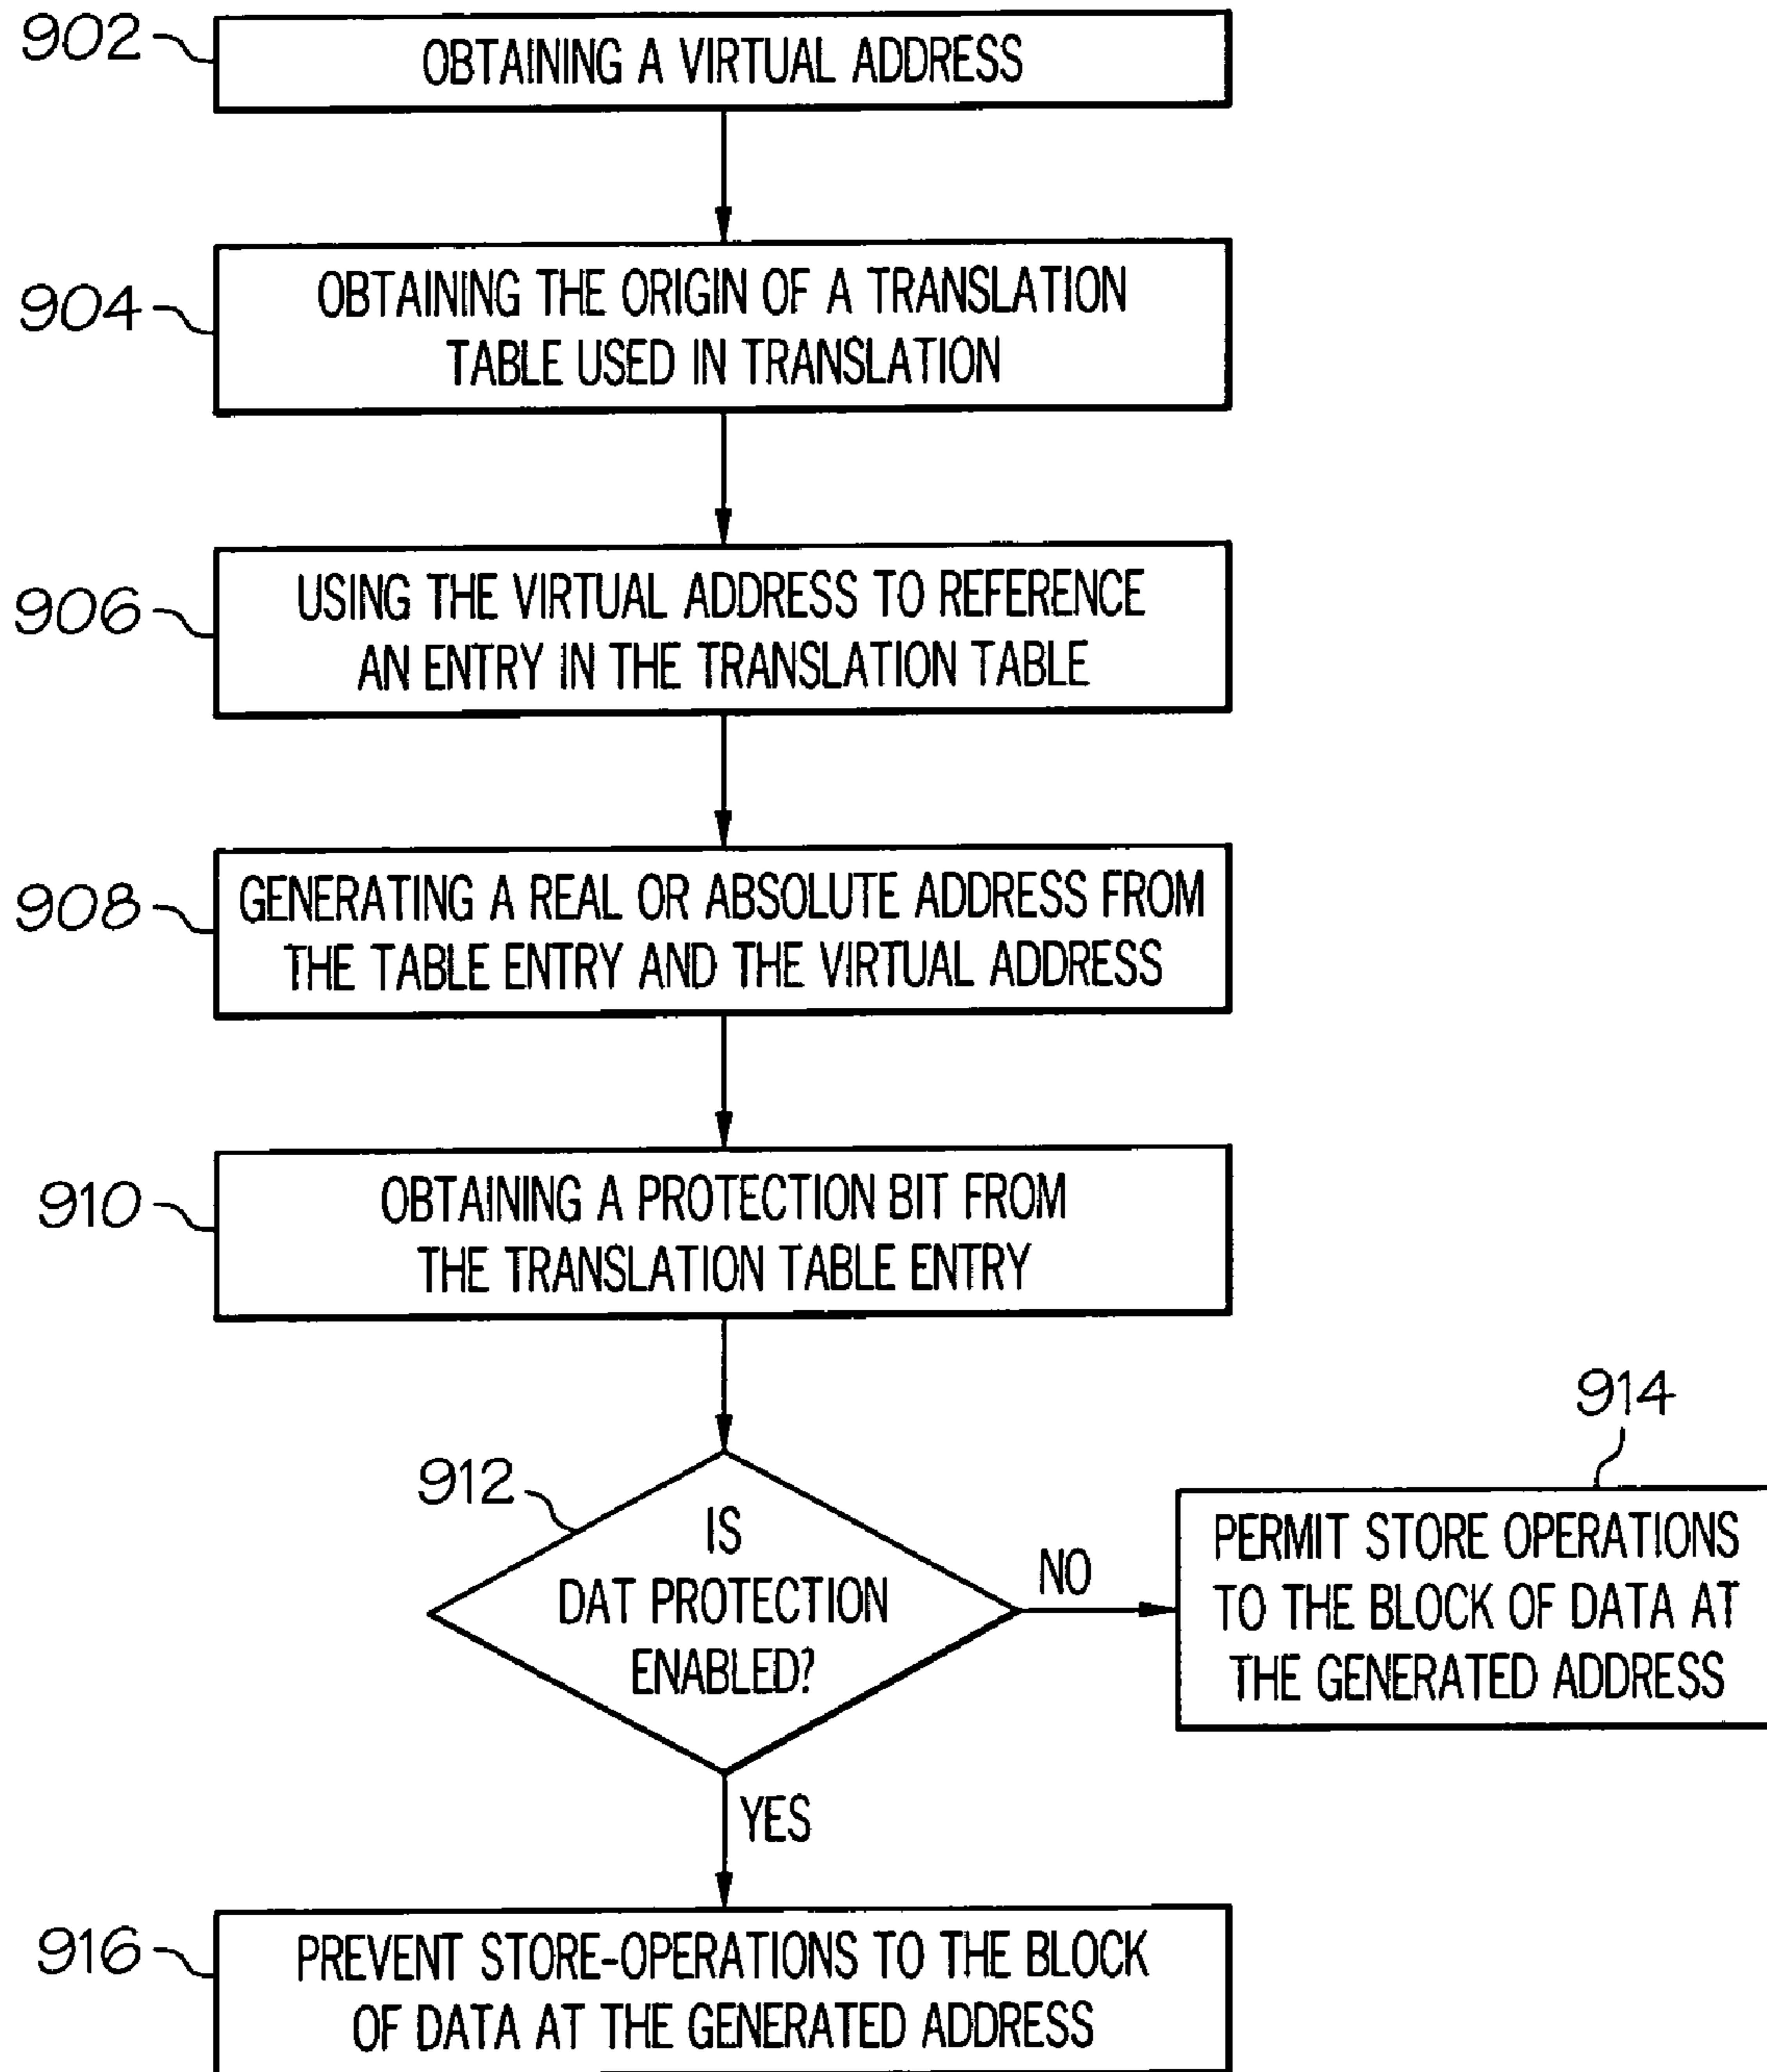 902
OBTAINING A VIRTUAL ADDRESS
904
OBTAINING THE ORIGIN OF A TRANSLATION
TABLE USED IN TRANSLATION
906
USING THE VIRTUAL ADDRESS TO REFERENCE
AN ENTRY IN THE TRANSLATION TABLE
908
GENERATING A REAL OR ABSOLUTE ADDRESS FROM
THE TABLE ENTRY AND THE VIRTUAL ADDRESS
910
OBTAINING A PROTECTION BIT FROM
THE TRANSLATION TABLE ENTRY
912
IS
DAT PROTECTION
ENABLED?
NO
914
PERMIT STORE OPERATIONS
TO THE BLOCK OF DATA AT
THE GENERATED ADDRESS
YES
916
PREVENT STORE-OPERATIONS TO THE BLOCK
OF DATA AT THE GENERATED ADDRESS